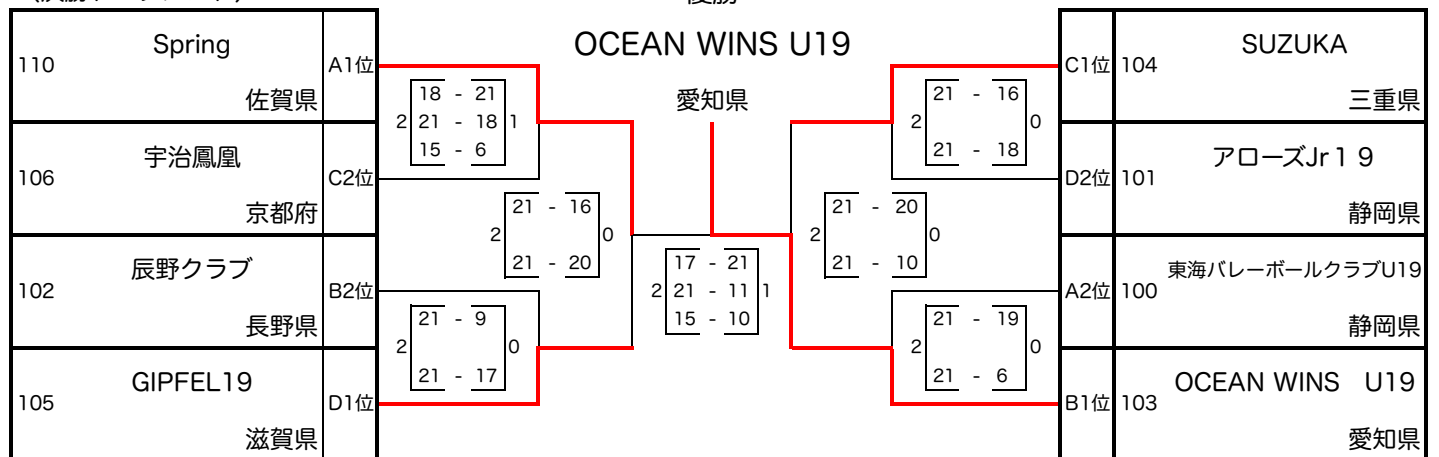 優勝
110 Spring 佐賀県 A1位
106 宇治鳳凰 京都府 C2位
102 辰野クラブ 長野県 B2位
105 GIPFEL19 滋賀県 D1位
18 - 21
2 21 - 18 1
15 - 6
21 - 9
2 0
21 - 17
21 - 16
2 0
21 - 20
OCEAN WINS U19
愛知県
17 - 21
2 21 - 11 1
15 - 10
21 - 20
2 0
21 - 10
21 - 16
2 0
21 - 18
21 - 19
2 0
21 - 6
C1位 104 SUZUKA 三重県
D2位 101 アローズJr１９ 静岡県
A2位 100 東海バレーボールクラブU19 静岡県
B1位 103 OCEAN WINS　U19 愛知県